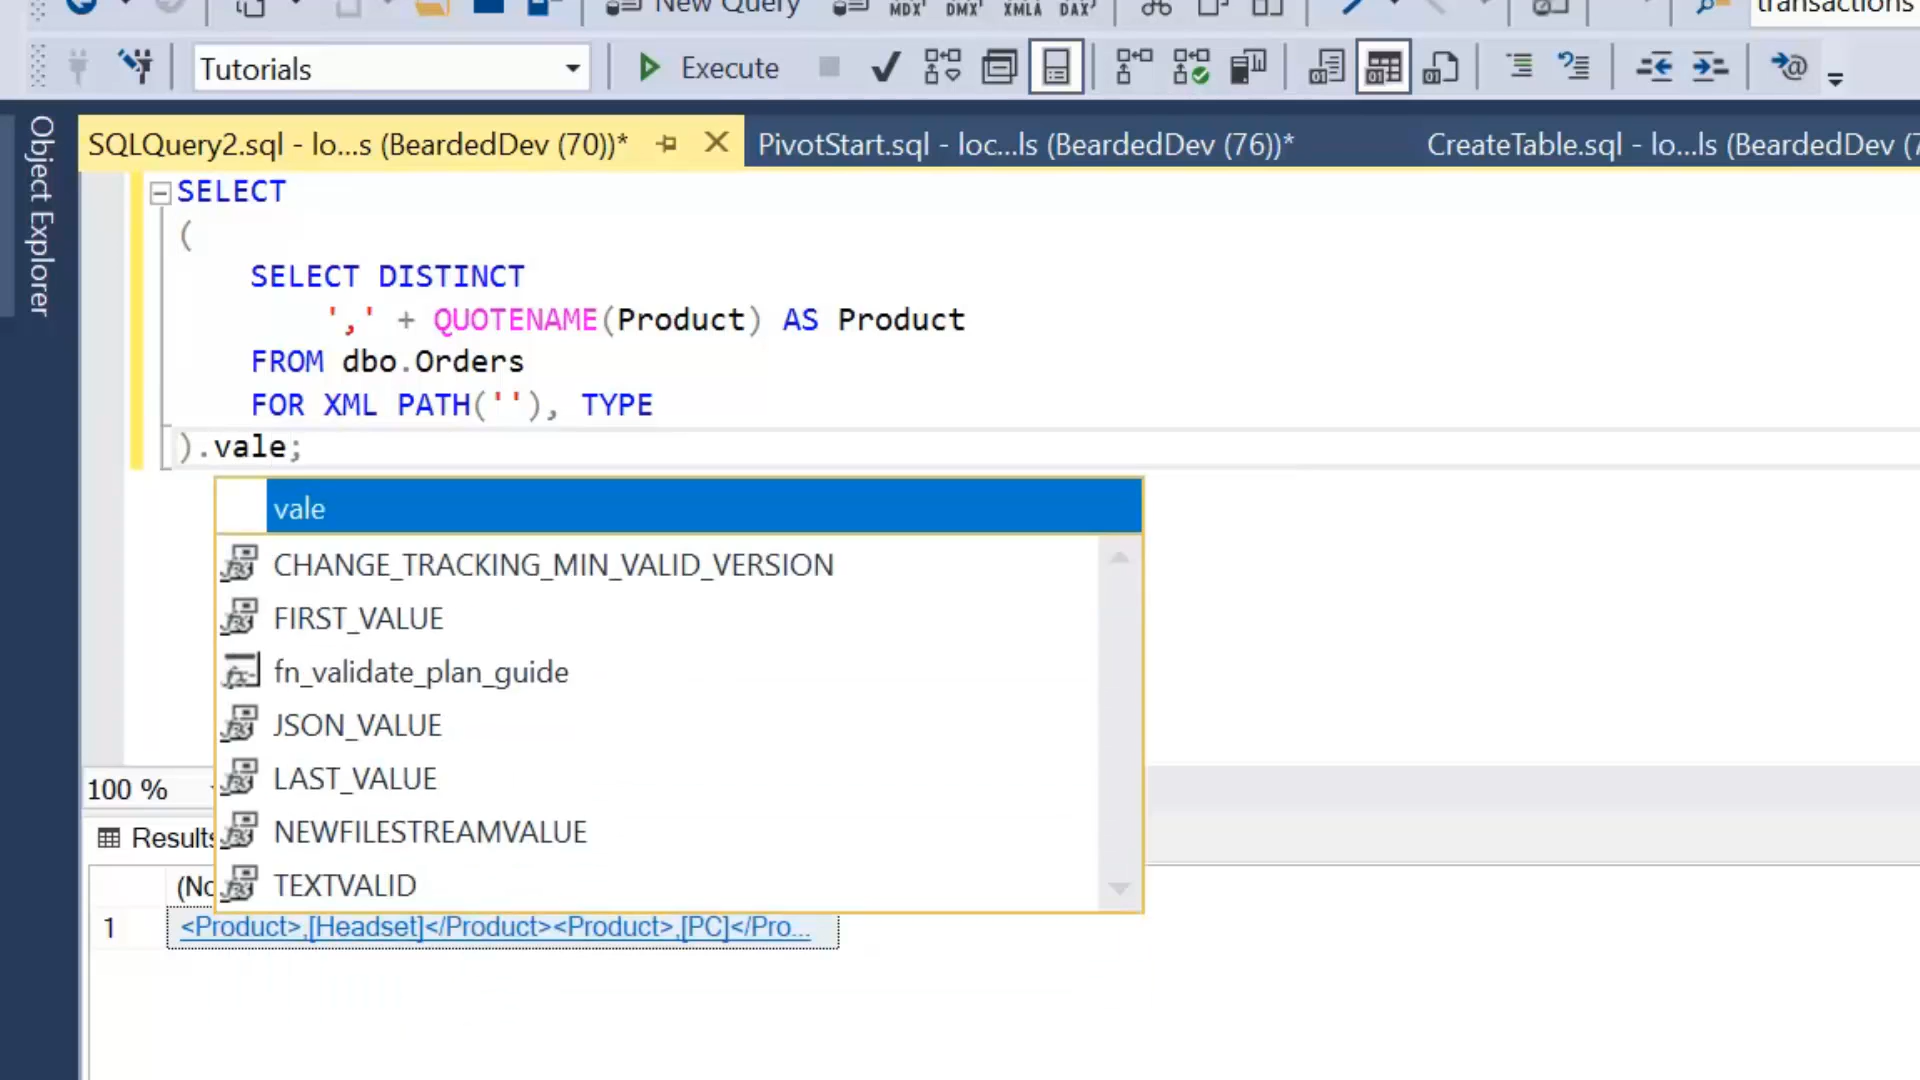 New Query
MDX
DMX
XMLA
DAX
transactions
Tutorials
Execute
Object Explorer
SQLQuery2.sql - lo...s (BeardedDev (70))*
PivotStart.sql - loc...ls (BeardedDev (76))*
CreateTable.sql - lo...ls (BeardedDev (7
SELECT
(
SELECT DISTINCT
',' + QUOTENAME(Product) AS Product
FROM dbo.Orders
FOR XML PATH(''), TYPE
).vale;
vale
CHANGE_TRACKING_MIN_VALID_VERSION
FIRST_VALUE
fn_validate_plan_guide
JSON_VALUE
LAST_VALUE
NEWFILESTREAMVALUE
TEXTVALID
100 %
Results
(No
1
<Product>,[Headset]</Product><Product>,[PC]</Pro...